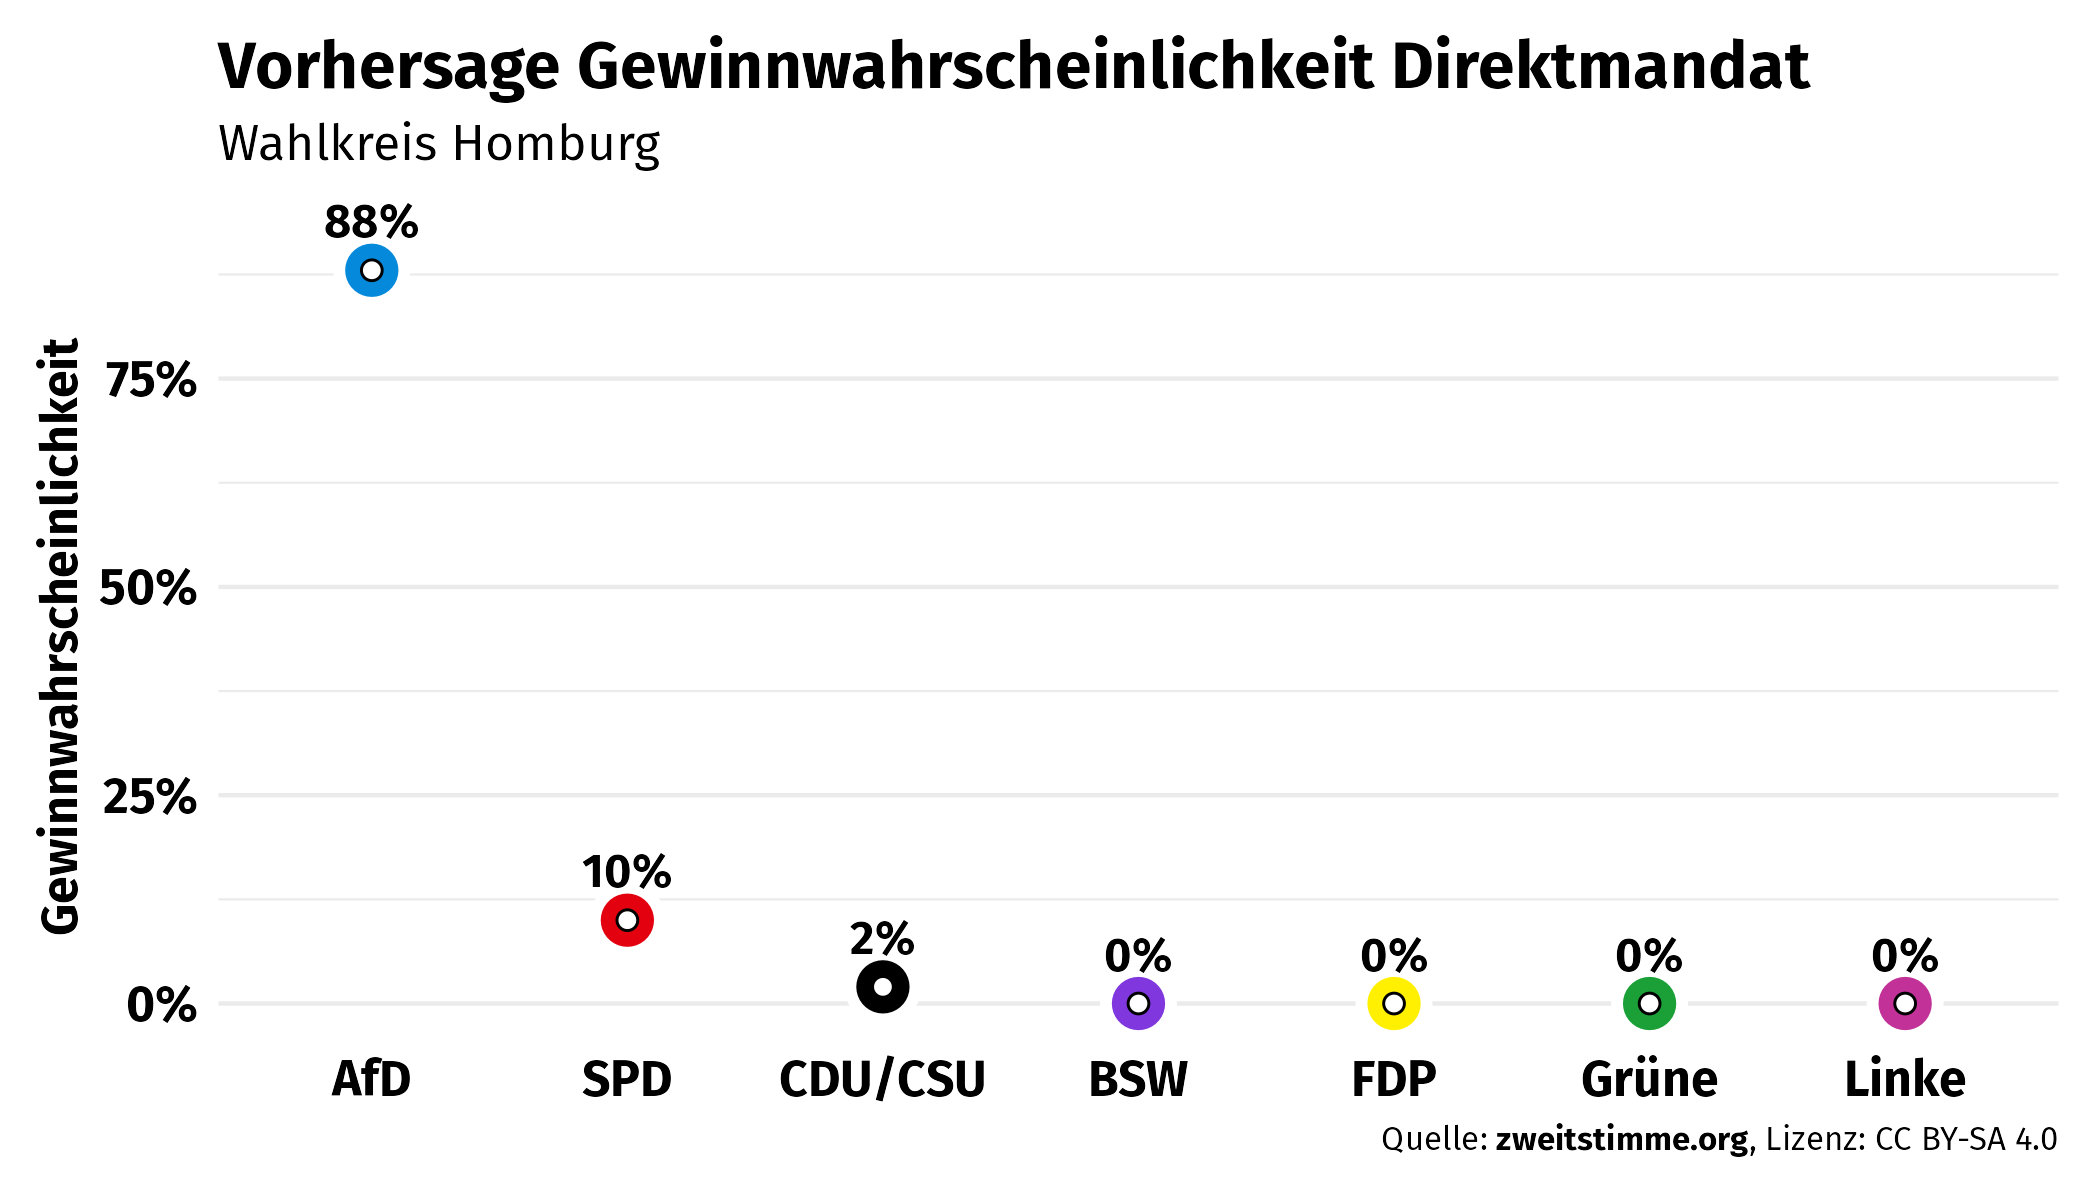 Vorhersage Gewinnwahrscheinlichkeit Direktmandat
Wahlkreis Homburg
Gewinnwahrscheinlichkeit
88%
75%
50%
25%
10%
2%
0% 0% 0% 0%
0%
AfD SPD CDU/CSU BSW FDP Grüne Linke
Quelle: zweitstimme.org, Lizenz: CC BY-SA 4.0